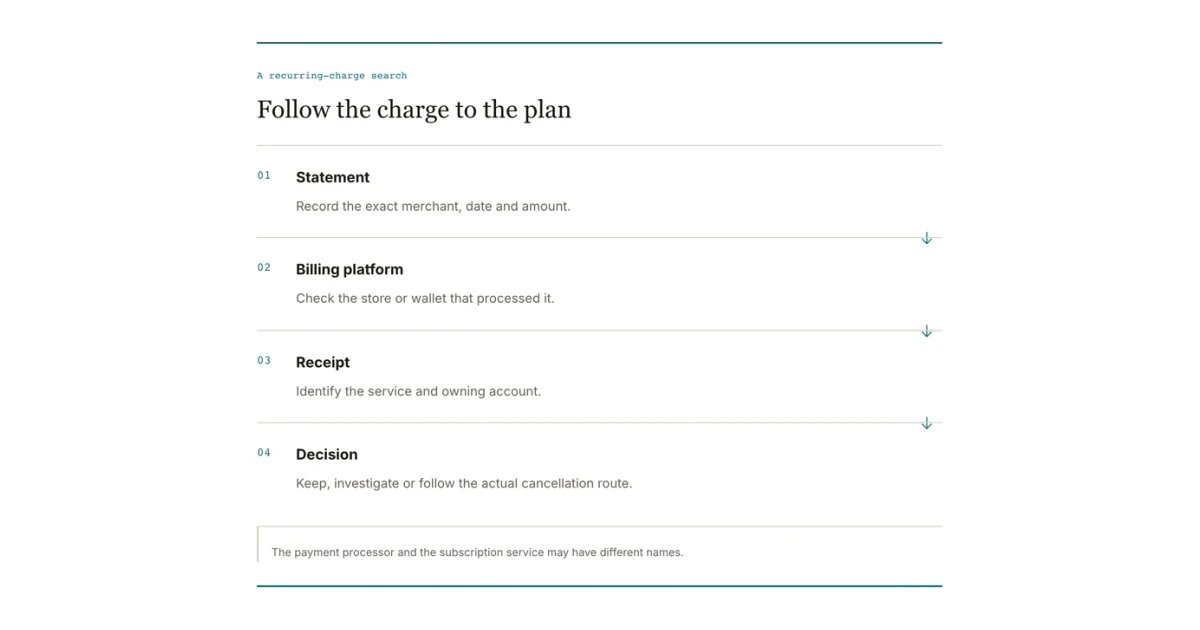 A recurring-charge search
Follow the charge to the plan
01
Statement
Record the exact merchant, date and amount.
02
Billing platform
Check the store or wallet that processed it.
03
Receipt
Identify the service and owning account.
04
Decision
Keep, investigate or follow the actual cancellation route.
The payment processor and the subscription service may have different names.